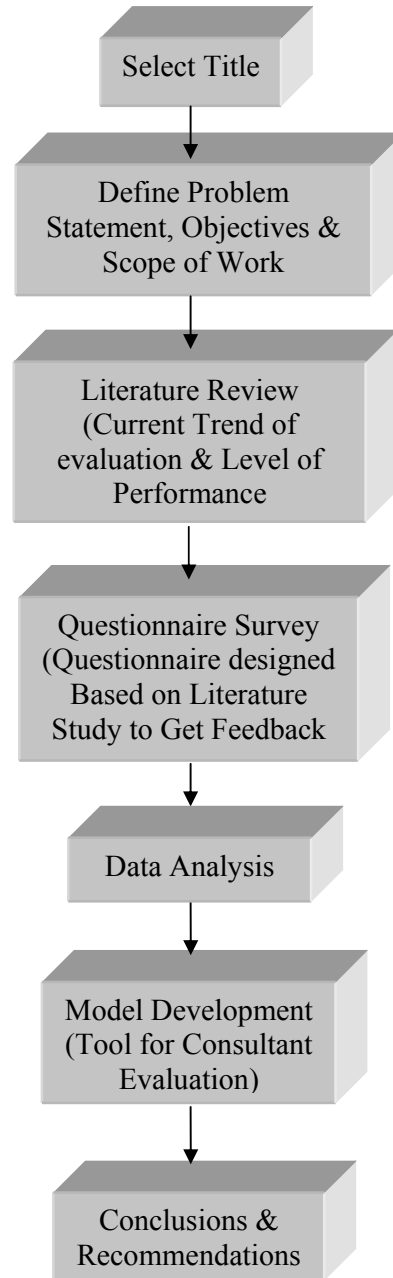 Select Title
Define Problem
Statement, Objectives &
Scope of Work
Literature Review
(Current Trend of
evaluation & Level of
Performance
Questionnaire Survey
(Questionnaire designed
Based on Literature
Study to Get Feedback
Data Analysis
Model Development
(Tool for Consultant
Evaluation)
Conclusions &
Recommendations